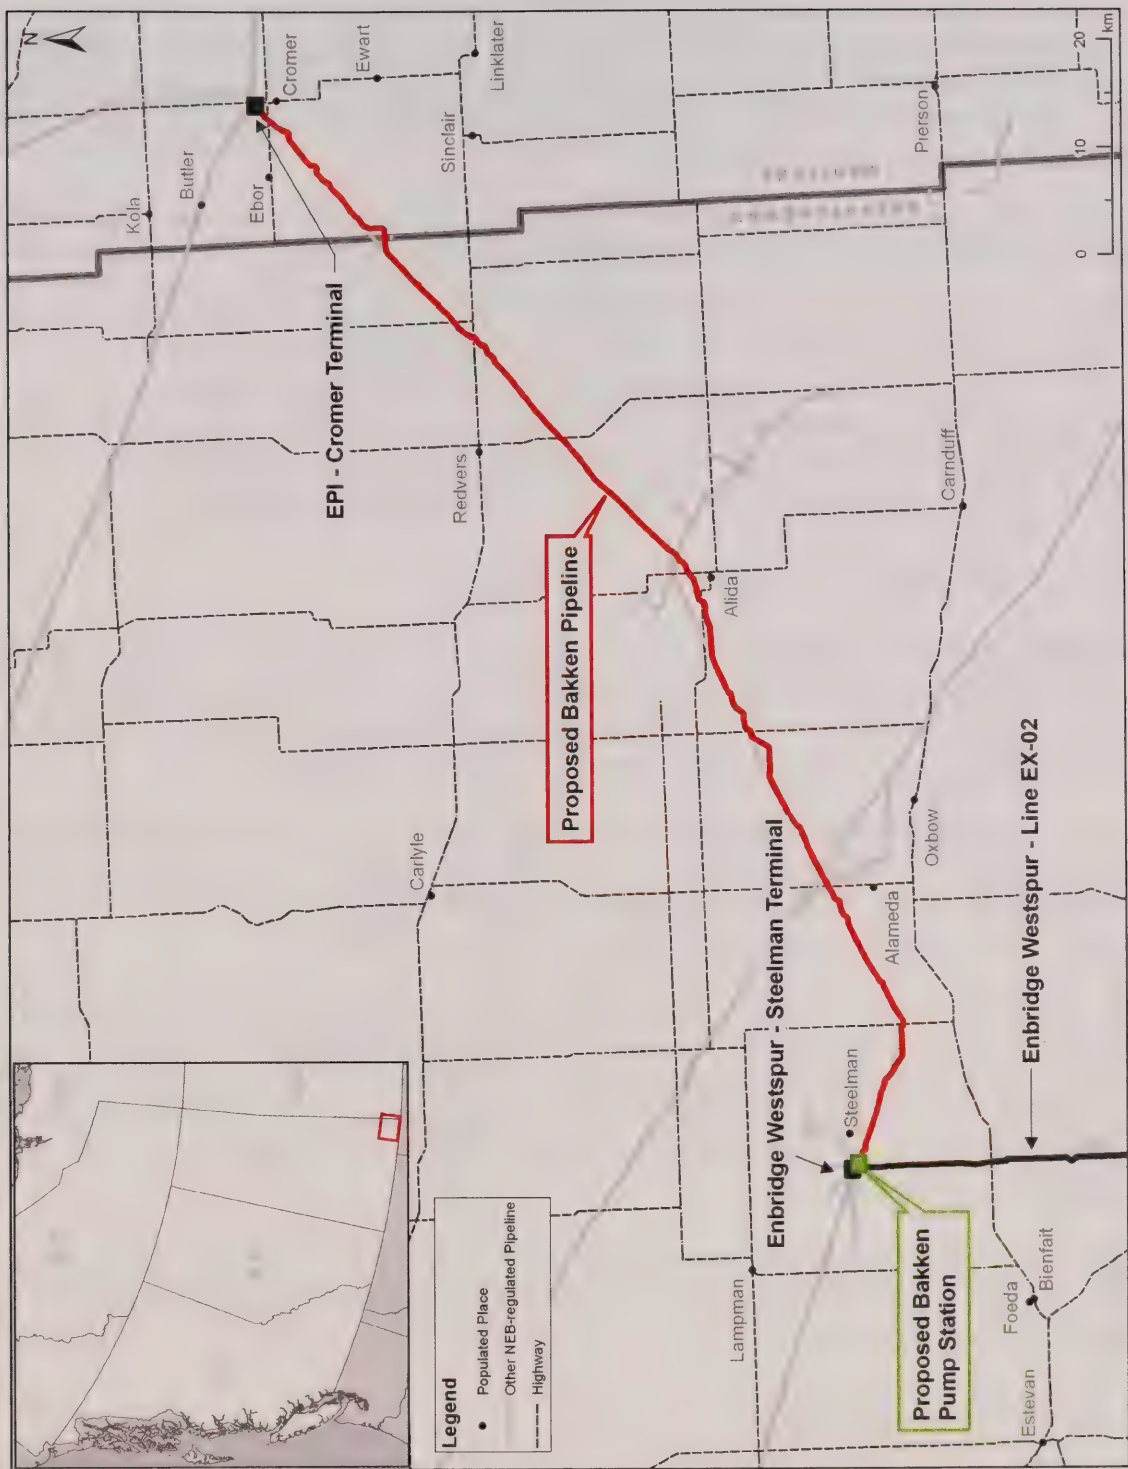 N
Legend
Populated Place
Other NEB-regulated Pipeline
Highway
Kola
Butler
Ebor
Cromer
EPI - Cromer Terminal
Ewart
Carlyle
Redvers
Sinclair
Linklater
Proposed Bakken Pipeline
Lampman
Alida
Enbridge Westspur - Steelman Terminal
Steelman
Alameda
Proposed Bakken
Pump Station
Oxbow
Carnduff
Pierson
Foeda
Bienfait
Estevan
Enbridge Westspur - Line EX-02
0 10 20
km